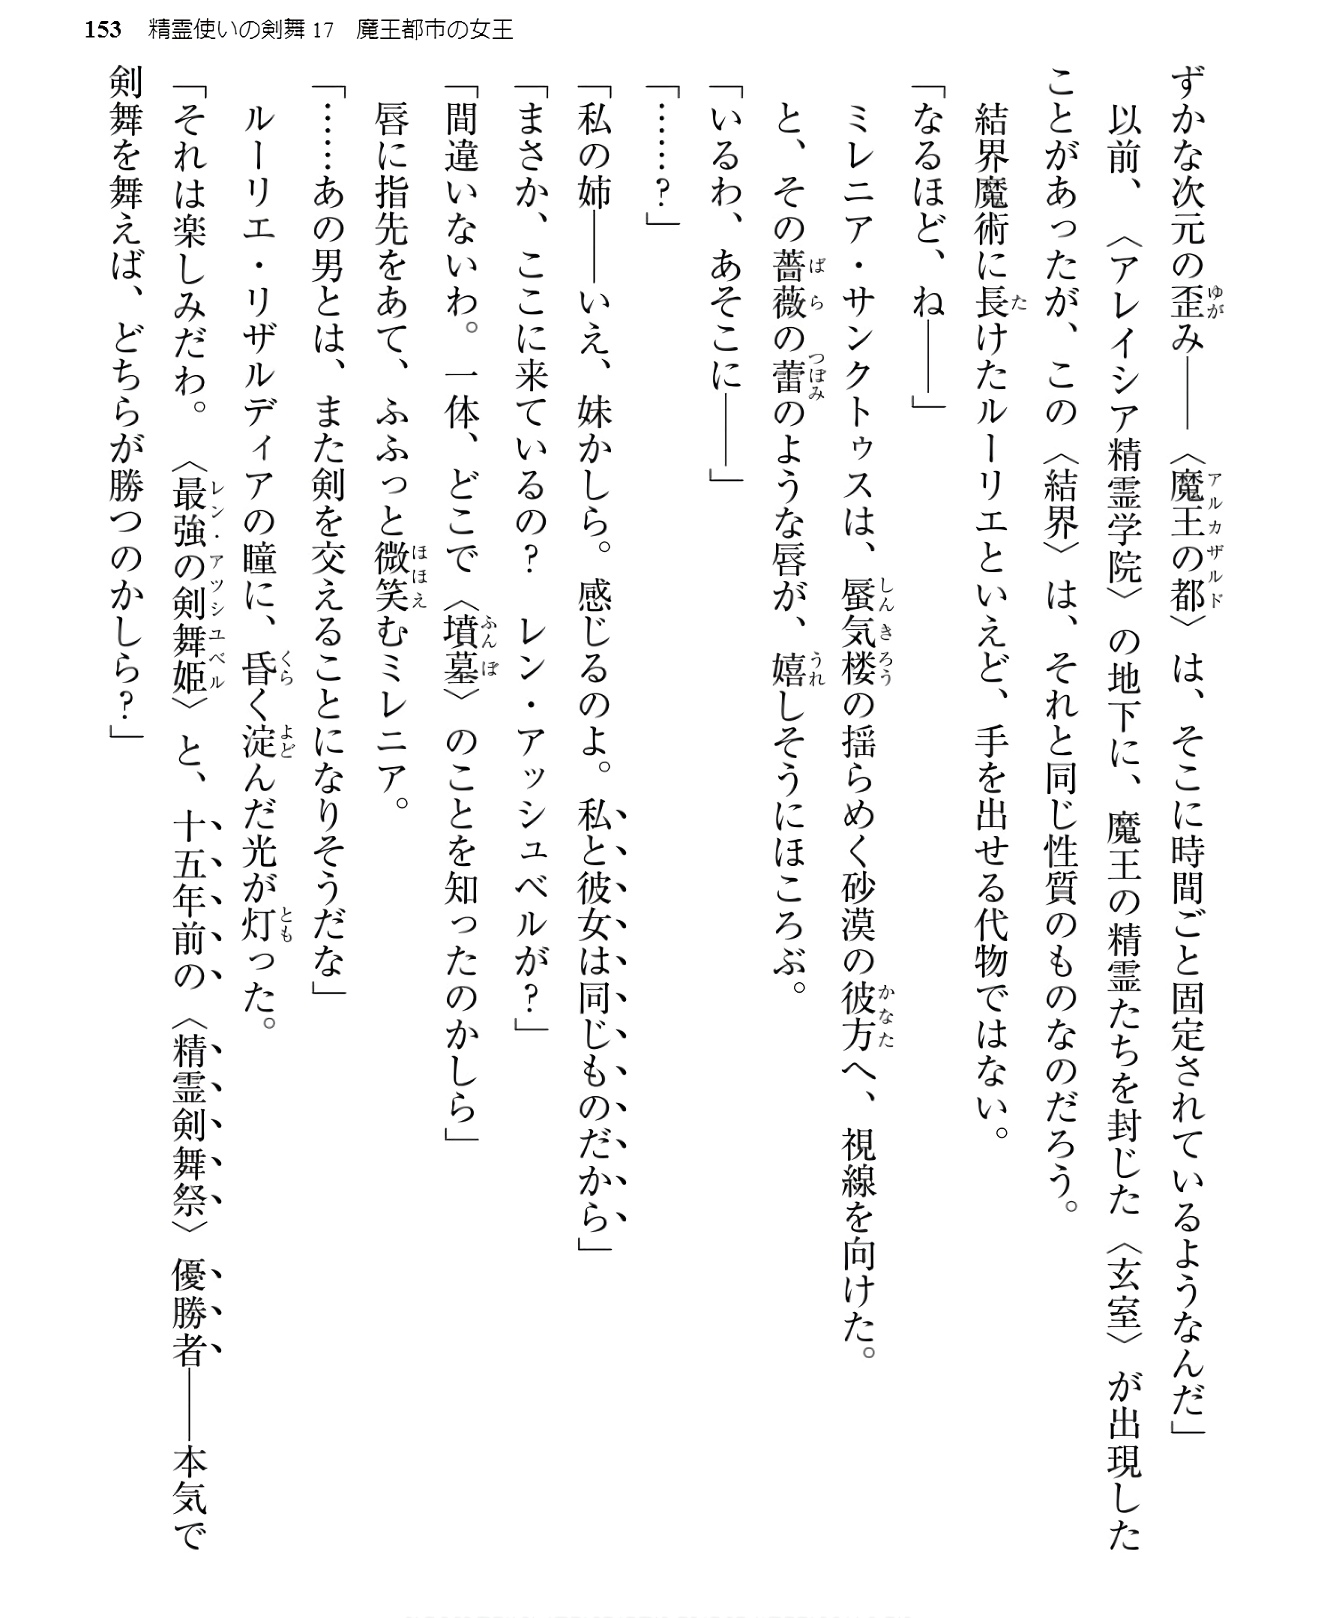 153 精霊使いの剣舞17 魔王都市の女王
ずかな次元の歪み――〈魔王の都〉は、そこに時間ごと固定されているようなんだ」
　以前、〈アレイシア精霊学院〉の地下に、魔王の精霊たちを封じた〈玄室〉が出現した
ことがあったが、この〈結界〉は、それと同じ性質のものなのだろう。
　結界魔術に長けたルーリエといえど、手を出せる代物ではない。
「なるほど、ね――」
　ミレニア・サンクトゥスは、蜃気楼の揺らめく砂漠の彼方へ、視線を向けた。
　と、その薔薇の蕾のような唇が、嬉しそうにほころぶ。
「いるわ、あそこに――」
「……?」
「私の姉――いえ、妹かしら。感じるのよ。私と彼女は同じものだから」
「まさか、ここに来ているの?　レン・アッシュベルが?」
「間違いないわ。一体、どこで〈墳墓〉のことを知ったのかしら」
　唇に指先をあて、ふふっと微笑むミレニア。
「……あの男とは、また剣を交えることになりそうだな」
　ルーリエ・リザルディアの瞳に、昏く淀んだ光が灯った。
「それは楽しみだわ。〈最強の剣舞姫〉と、十五年前の〈精霊剣舞祭〉優勝者――本気で
剣舞を舞えば、どちらが勝つのかしら?」